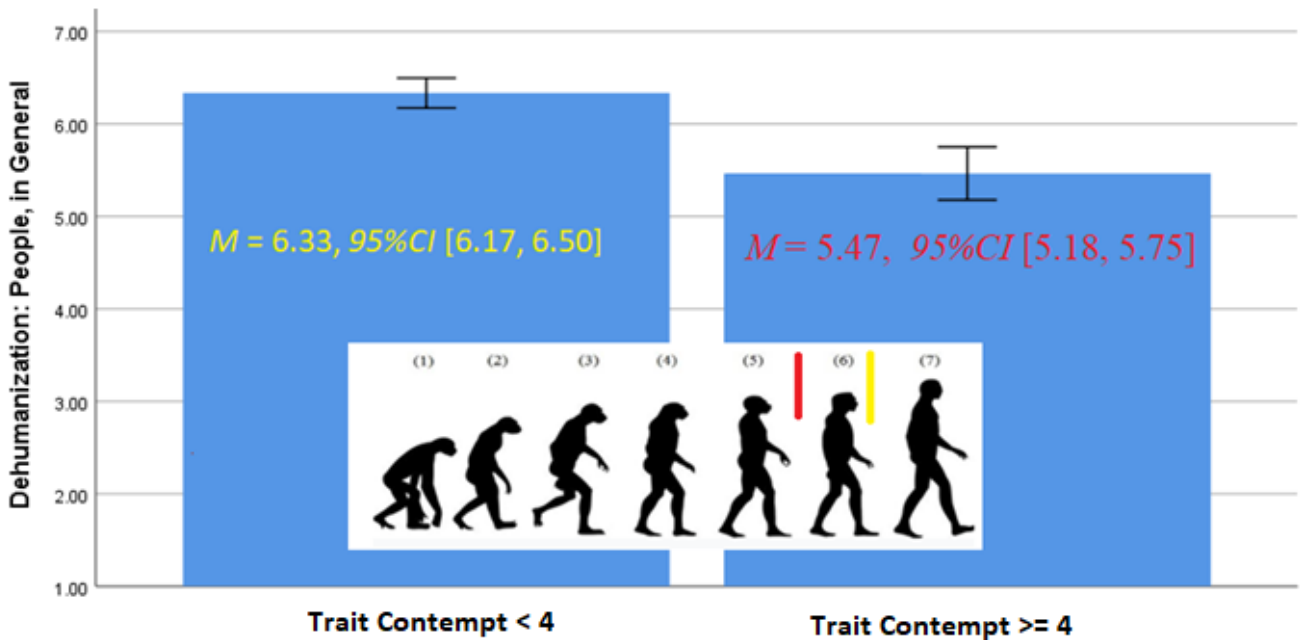 Dehumanization: People, in General
7.00
6.00
5.00
4.00
3.00
2.00
1.00
M = 6.33, 95%CI [6.17, 6.50]
M = 5.47, 95%CI [5.18, 5.75]
(1) (2) (3) (4) (5) (6) (7)
Trait Contempt < 4
Trait Contempt >= 4